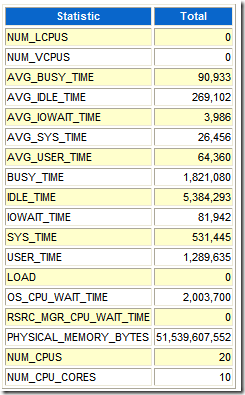 Statistic Total
NUM_LCPUS 0
NUM_VCPUS 0
AVG_BUSY_TIME 90,933
AVG_IDLE_TIME 269,102
AVG_IOWAIT_TIME 3,986
AVG_SYS_TIME 26,456
AVG_USER_TIME 64,360
BUSY_TIME 1,821,080
IDLE_TIME 5,384,293
IOWAIT_TIME 81,942
SYS_TIME 531,445
USER_TIME 1,289,635
LOAD 0
OS_CPU_WAIT_TIME 2,003,700
RSRC_MGR_CPU_WAIT_TIME 0
PHYSICAL_MEMORY_BYTES 51,539,607,552
NUM_CPUS 20
NUM_CPU_CORES 10